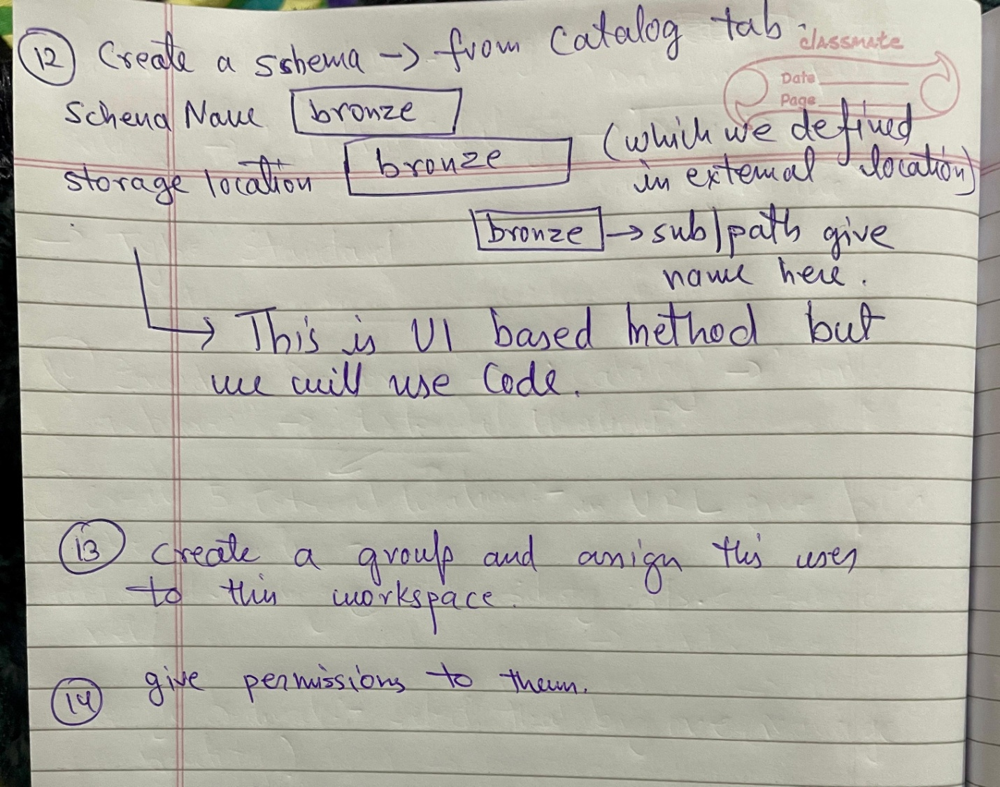 12 Create a sshema -> from Catalog tab.
classmate
Date
Page
Schema Name bronze
storage location bronze (which we defined
in external location)
bronze → sub/path give
name here.
→ This is UI based method but
we will use Code.
13 Create a group and assign this user
to this workspace.
14 give permissions to them.